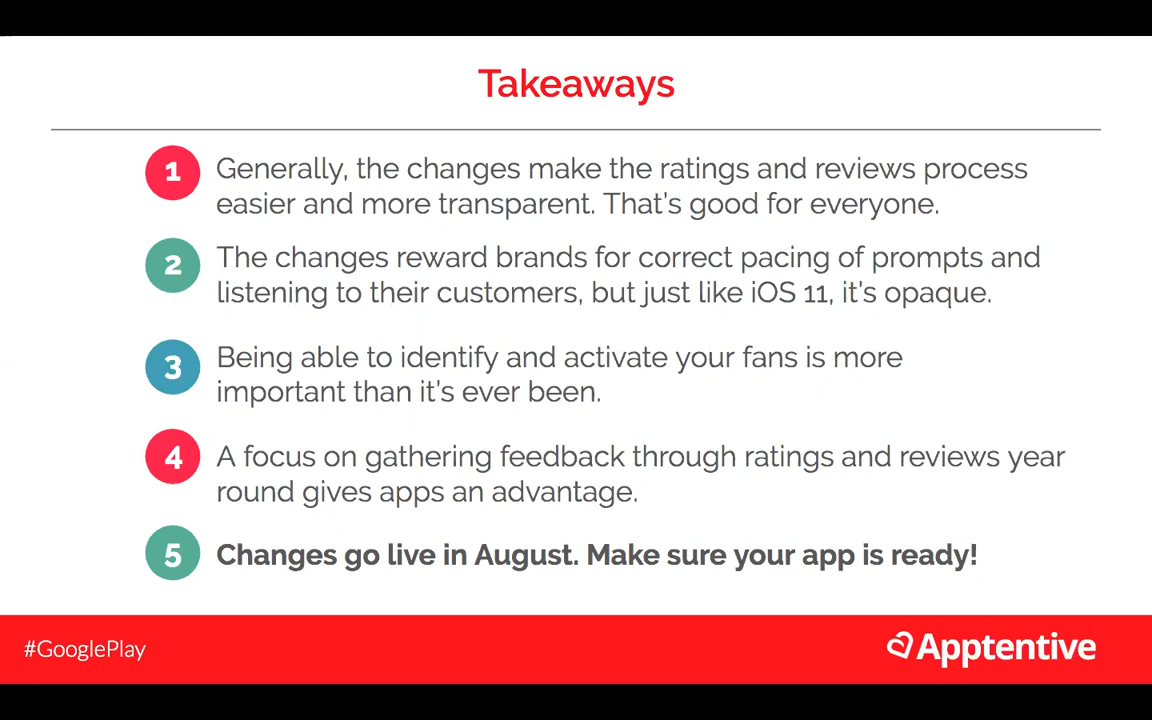 Takeaways
1
Generally, the changes make the ratings and reviews process
easier and more transparent. That's good for everyone.
2
The changes reward brands for correct pacing of prompts and
listening to their customers, but just like iOS 11, it's opaque.
3
Being able to identify and activate your fans is more
important than it's ever been.
4
A focus on gathering feedback through ratings and reviews year
round gives apps an advantage.
5
Changes go live in August. Make sure your app is ready!
#GooglePlay
Apptentive